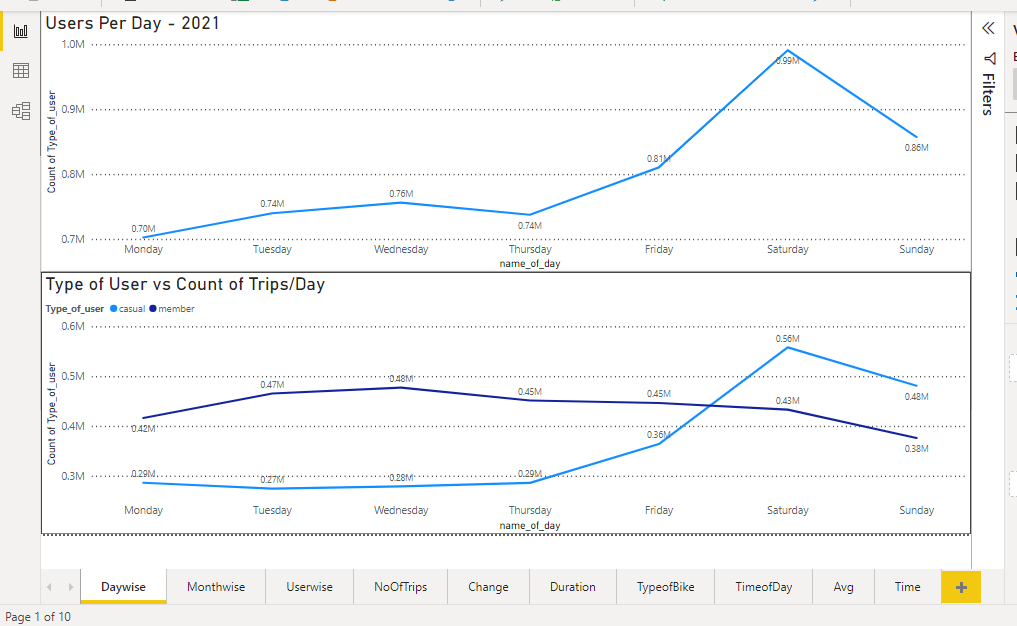 Users Per Day - 2021
1.0M
0.9M
0.8M
0.7M
Count of Type_of_user
0.70M
0.74M
0.76M
0.74M
0.81M
0.99M
0.86M
Monday Tuesday Wednesday Thursday Friday Saturday Sunday
name_of_day
Type of User vs Count of Trips/Day
Type_of_user casual member
0.6M
0.5M
0.4M
0.3M
Count of Type_of_user
0.42M
0.47M
0.48M
0.45M
0.45M
0.43M
0.38M
0.29M
0.27M
0.28M
0.29M
0.36M
0.56M
0.48M
Monday Tuesday Wednesday Thursday Friday Saturday Sunday
name_of_day
Filters
Daywise Monthwise Userwise NoOfTrips Change Duration TypeofBike TimeofDay Avg Time +
Page 1 of 10